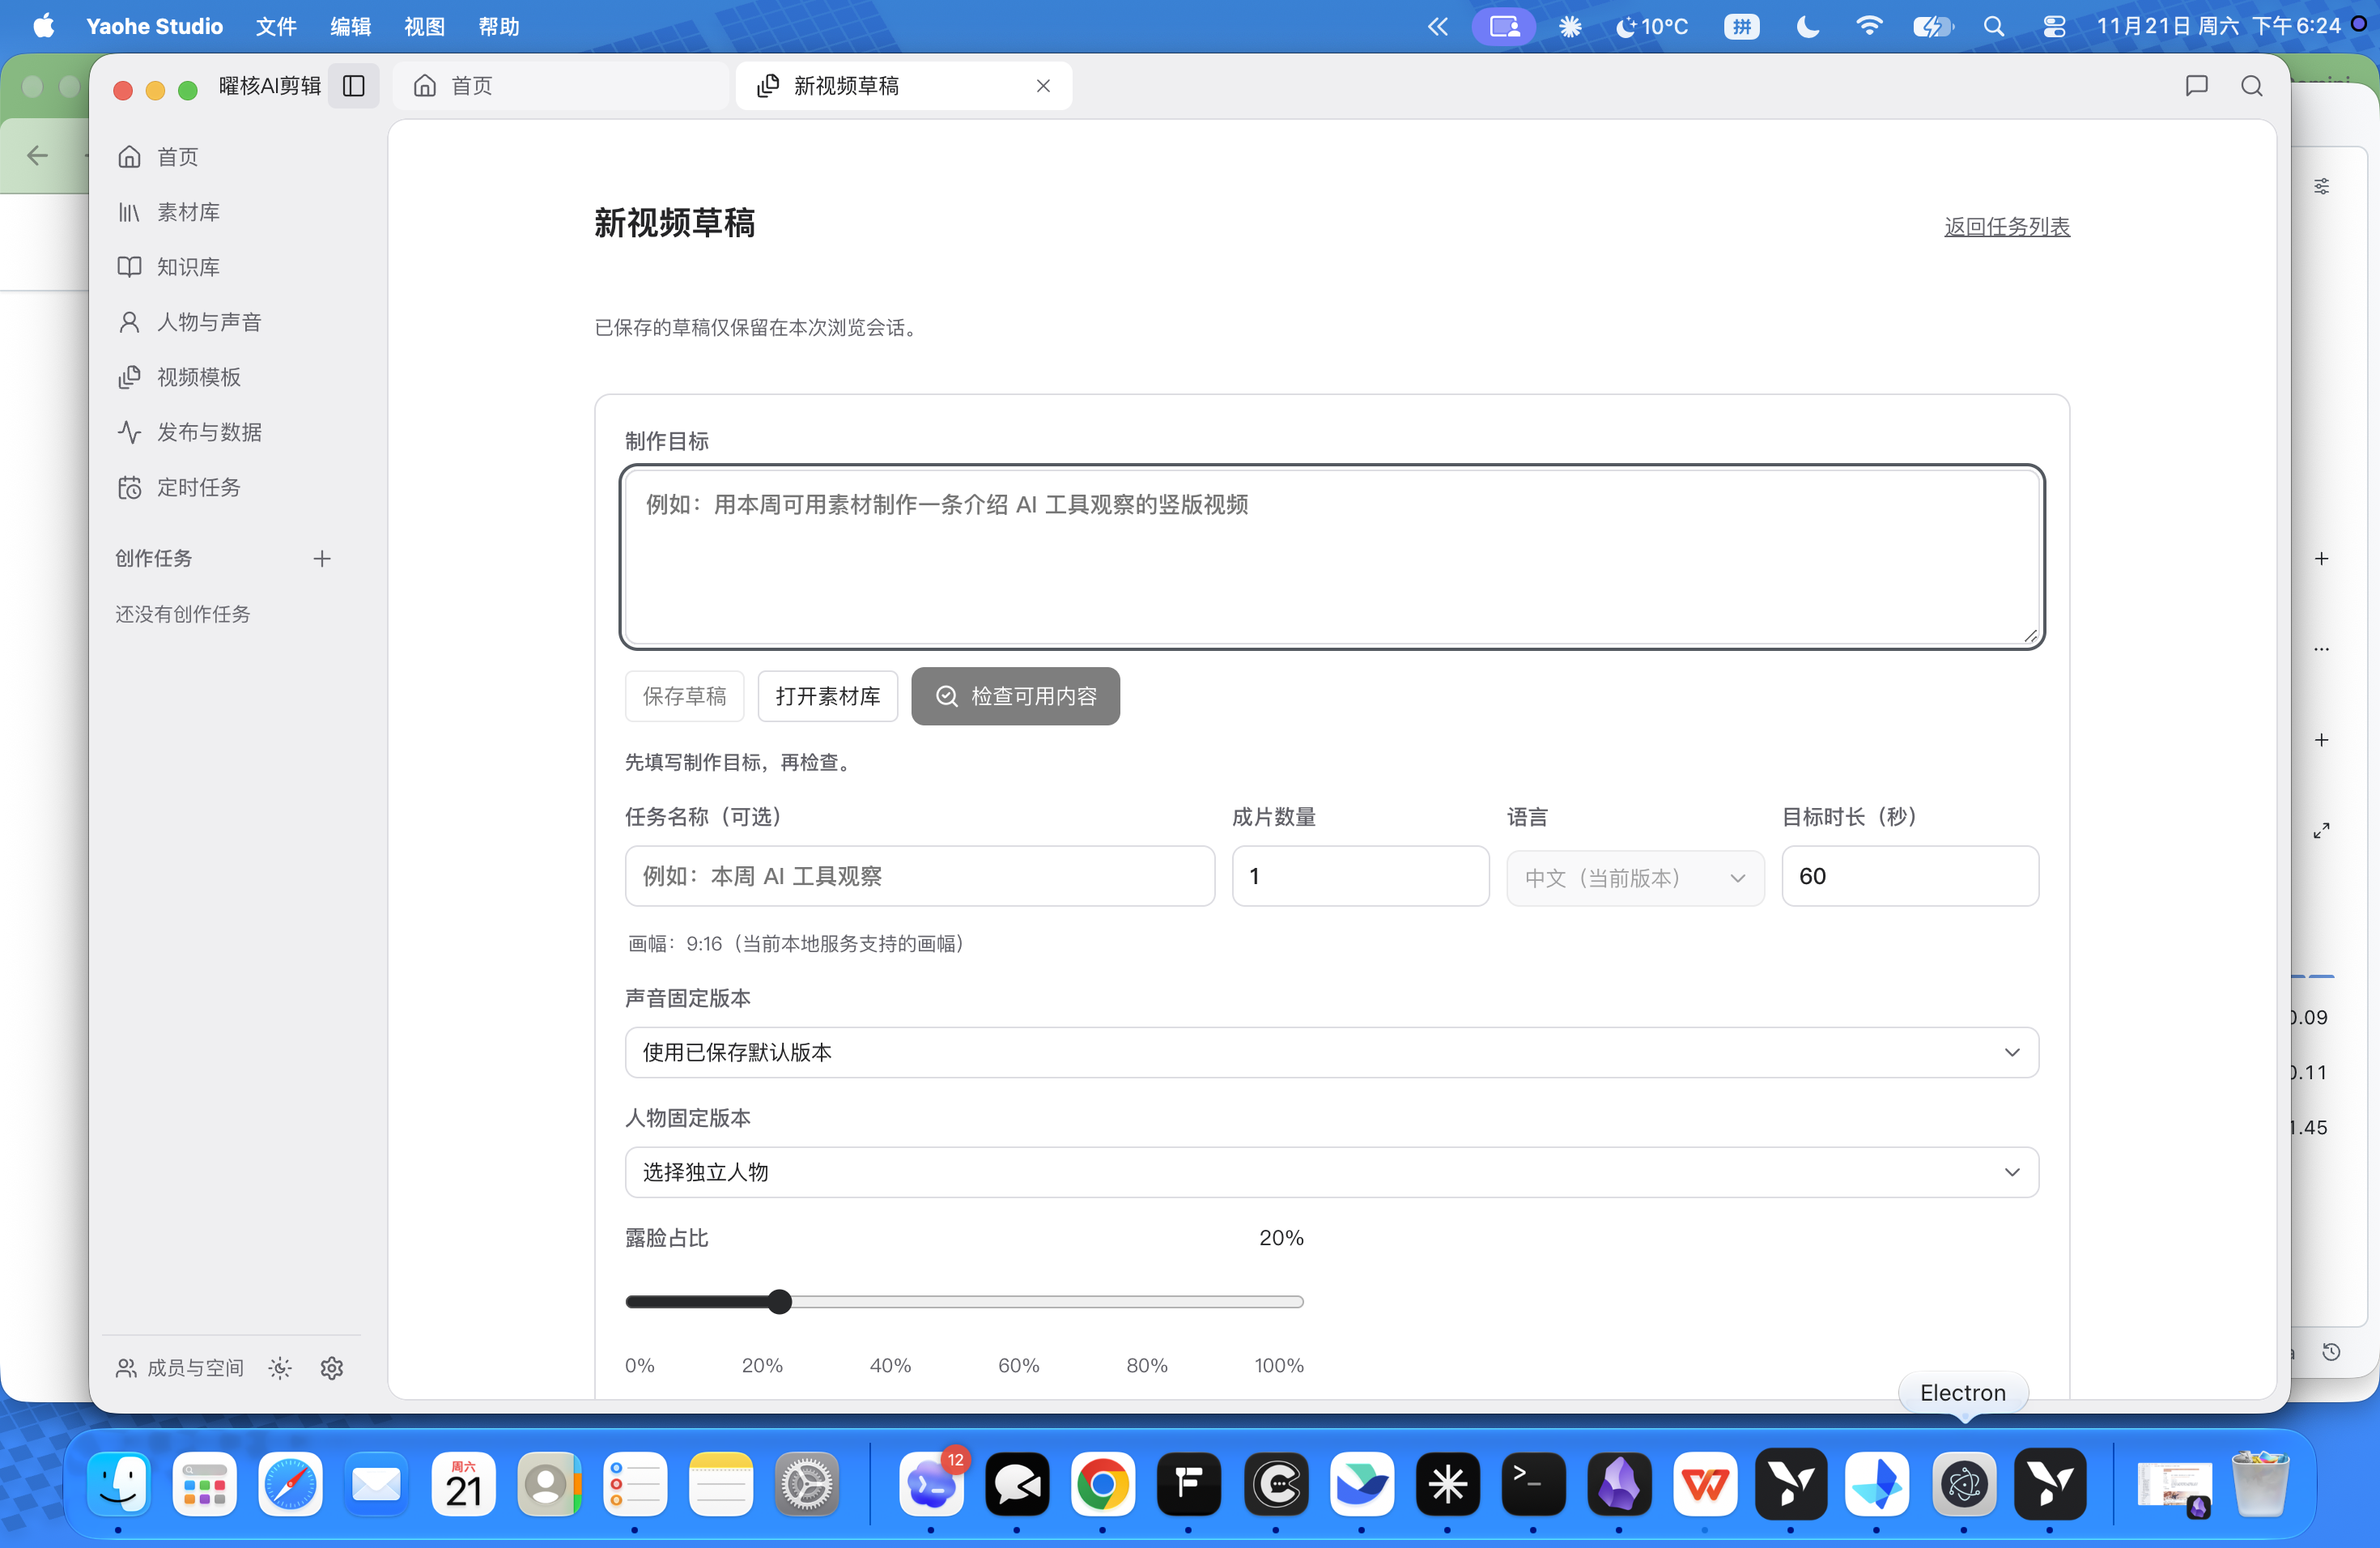 Yaohe Studio 文件 编辑 视图 帮助 10°C 拼 11月21日 周六 下午6:24
曜核AI剪辑 首页 新视频草稿
首页
素材库
知识库
人物与声音
视频模板
发布与数据
定时任务
创作任务
还没有创作任务
成员与空间
新视频草稿 返回任务列表
已保存的草稿仅保留在本次浏览会话。
制作目标
例如：用本周可用素材制作一条介绍 AI 工具观察的竖版视频
保存草稿 打开素材库 检查可用内容
先填写制作目标，再检查。
任务名称（可选） 成片数量 语言 目标时长（秒）
例如：本周 AI 工具观察 1 中文（当前版本） 60
画幅：9:16（当前本地服务支持的画幅）
声音固定版本
使用已保存默认版本
人物固定版本
选择独立人物
露脸占比 20%
0% 20% 40% 60% 80% 100%
.09
.11
.45
Electron
周六
21
12